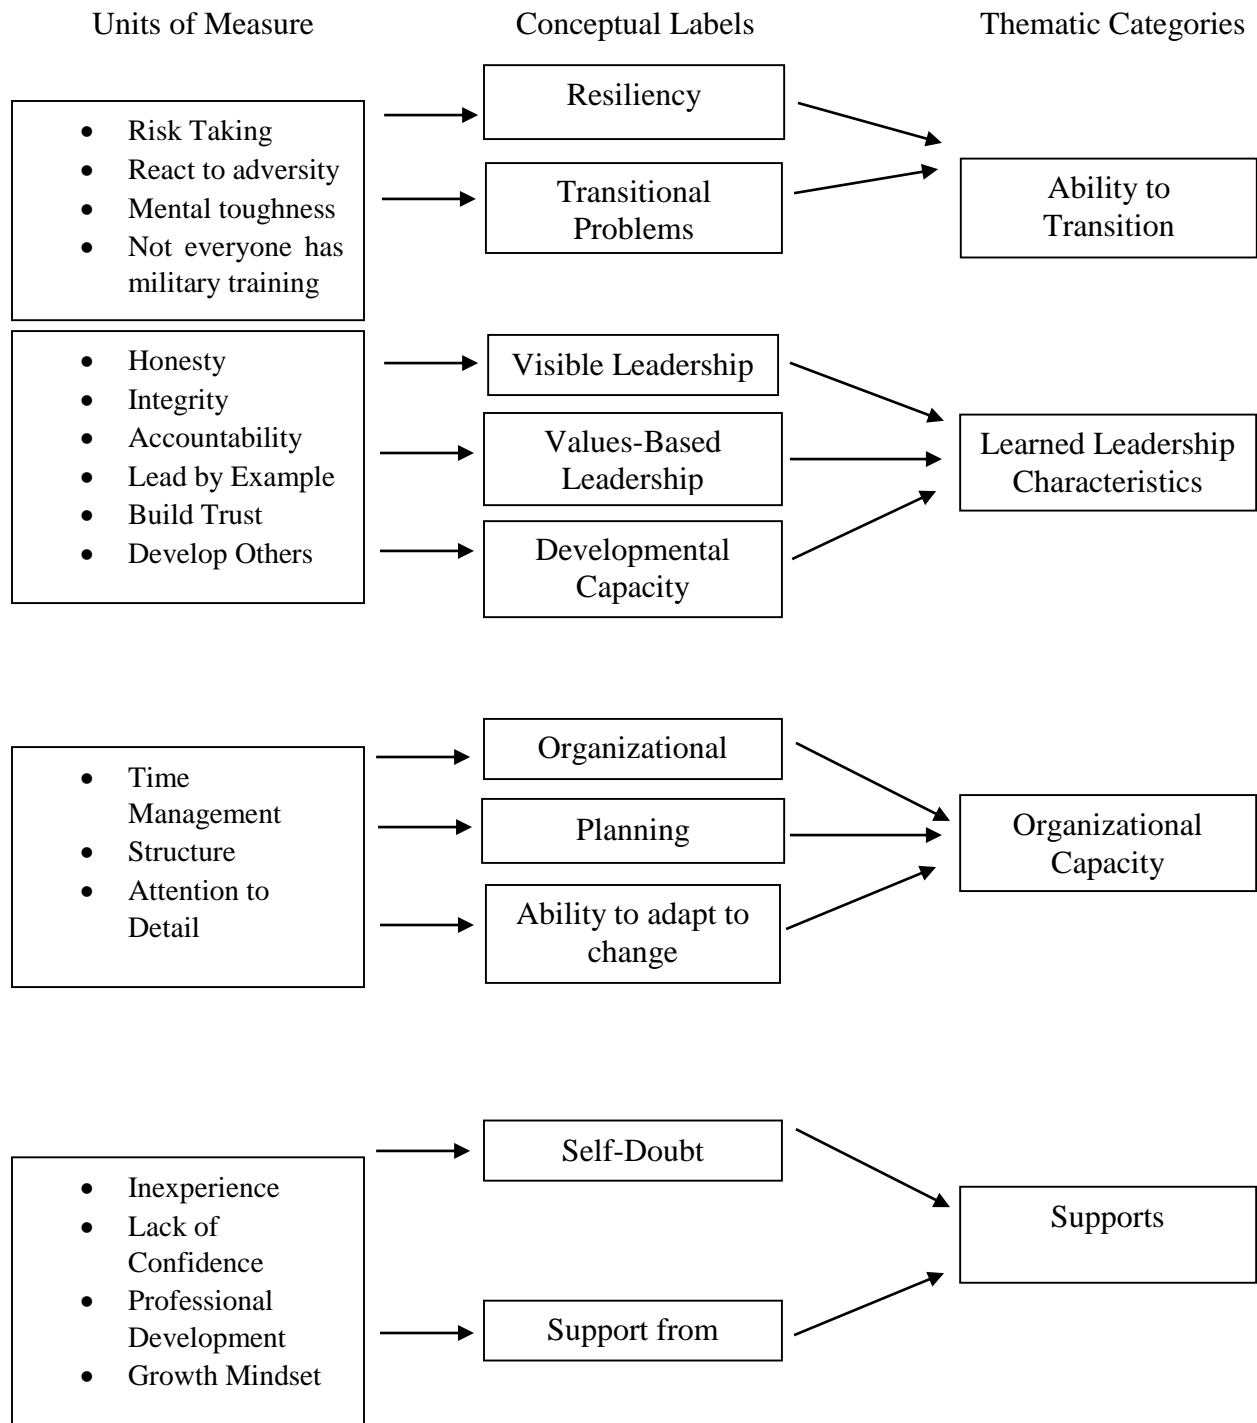 Units of Measure
Conceptual Labels
Thematic Categories
• Risk Taking
• React to adversity
• Mental toughness
• Not everyone has
military training
Resiliency
Transitional
Problems
Ability to
Transition
• Honesty
• Integrity
• Accountability
• Lead by Example
• Build Trust
• Develop Others
Visible Leadership
Values-Based
Leadership
Developmental
Capacity
Learned Leadership
Characteristics
• Time
Management
• Structure
• Attention to
Detail
Organizational
Planning
Ability to adapt to
change
Organizational
Capacity
• Inexperience
• Lack of
Confidence
• Professional
Development
• Growth Mindset
Self-Doubt
Support from
Supports